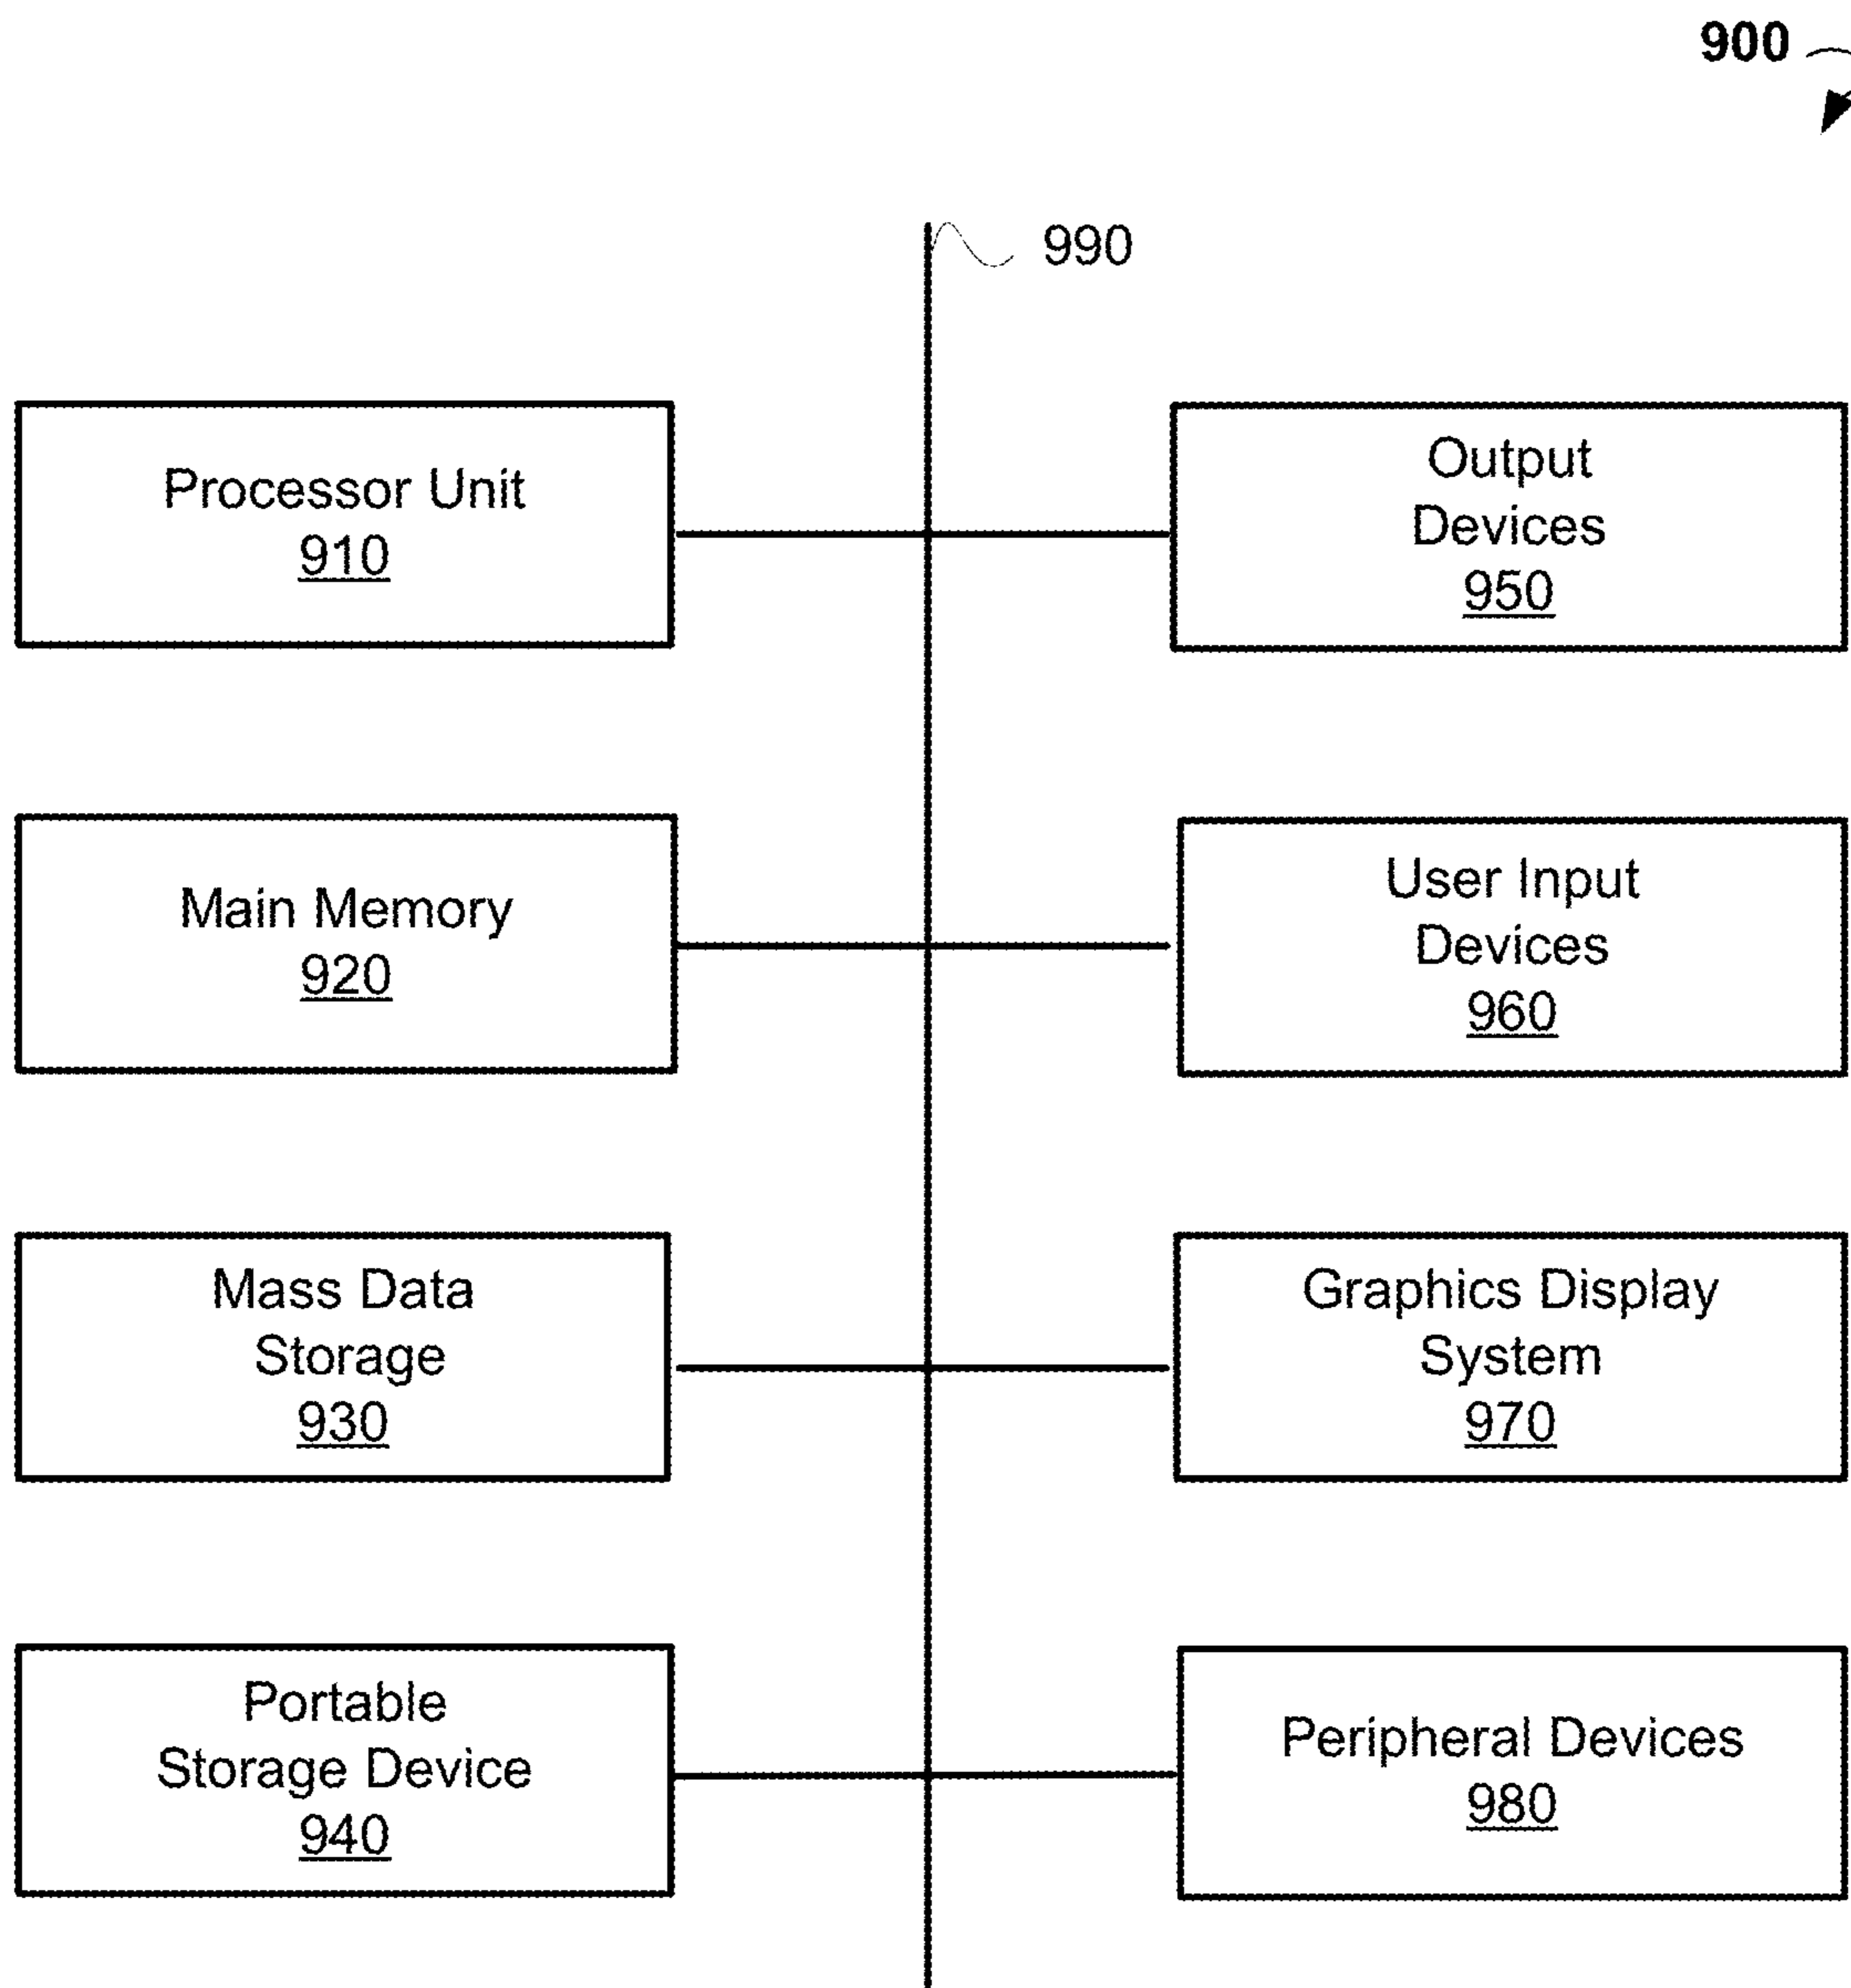 900
990
Processor Unit
910
Output
Devices
950
Main Memory
920
User Input
Devices
960
Mass Data
Storage
930
Graphics Display
System
970
Portable
Storage Device
940
Peripheral Devices
980